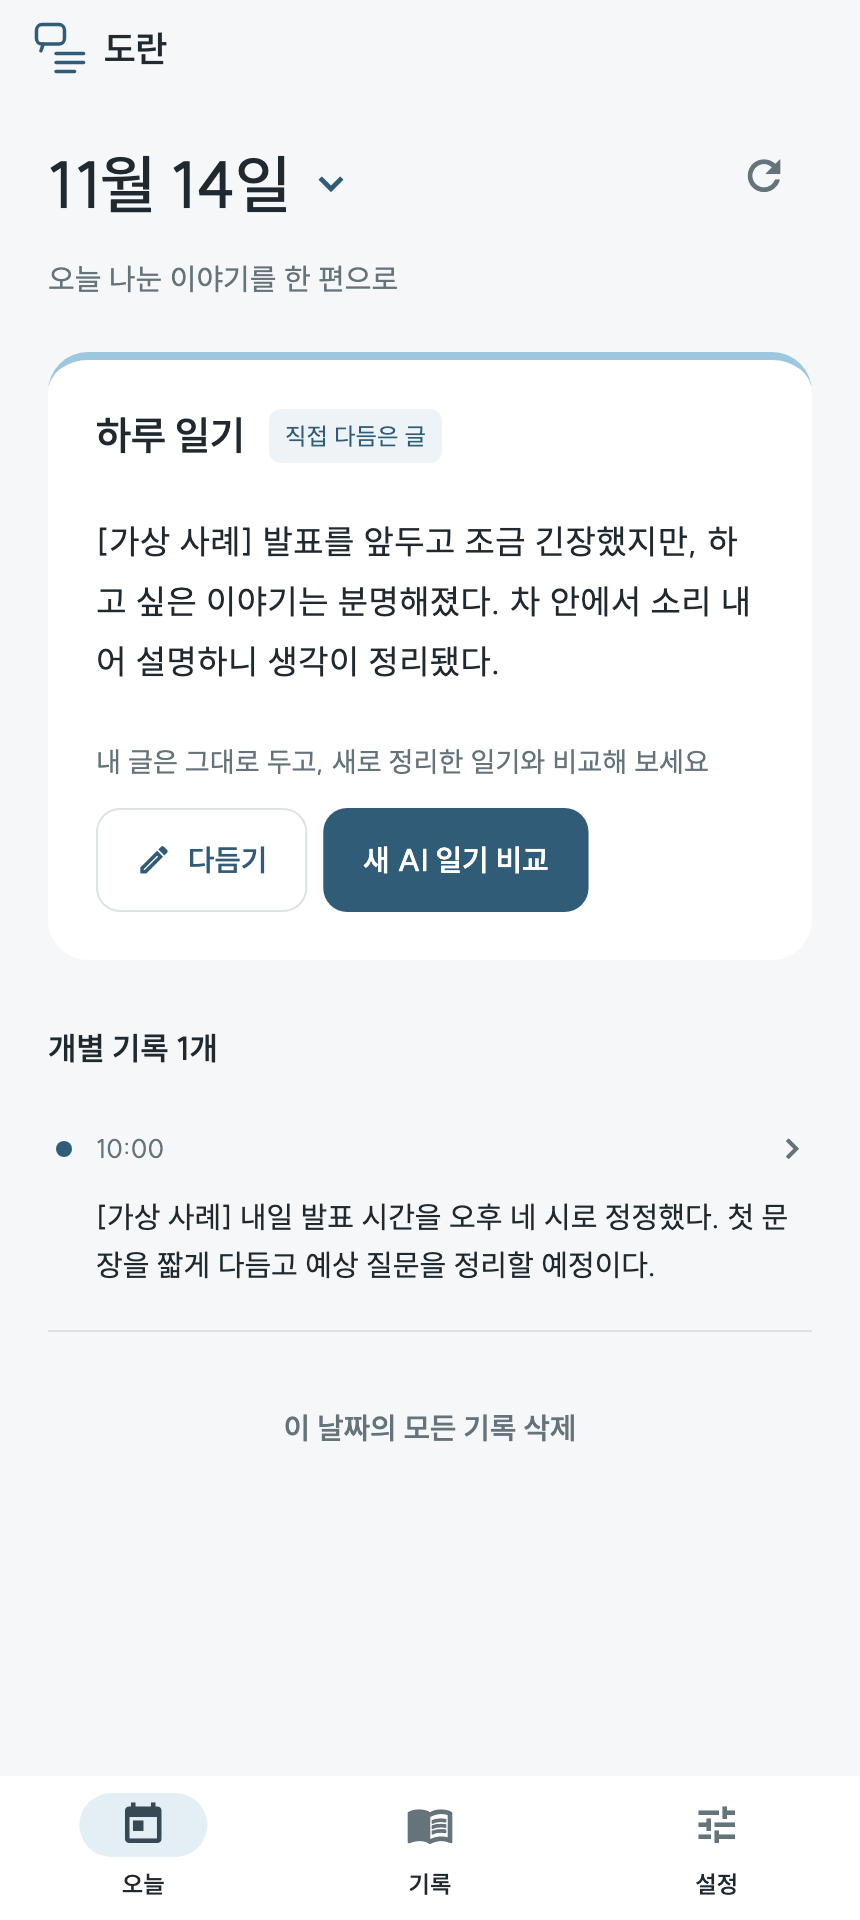 도란
11월 14일
오늘 나눈 이야기를 한 편으로
하루 일기
직접 다듬은 글
[가상 사례] 발표를 앞두고 조금 긴장했지만, 하
고 싶은 이야기는 분명해졌다. 차 안에서 소리 내
어 설명하니 생각이 정리됐다.
내 글은 그대로 두고, 새로 정리한 일기와 비교해 보세요
다듬기
새 AI 일기 비교
개별 기록 1개
10:00
[가상 사례] 내일 발표 시간을 오후 네 시로 정정했다. 첫 문
장을 짧게 다듬고 예상 질문을 정리할 예정이다.
이 날짜의 모든 기록 삭제
오늘
기록
설정